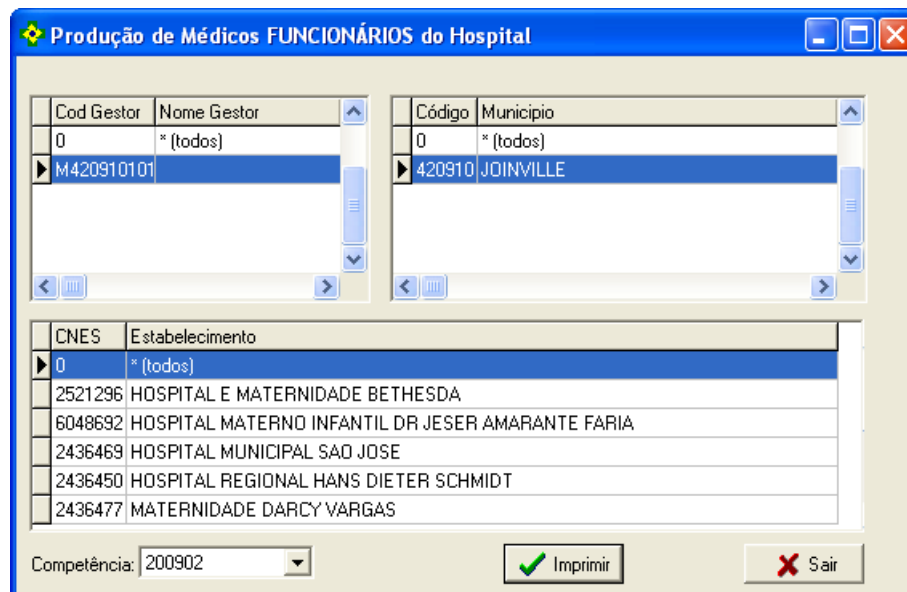 Produção de Médicos FUNCIONÁRIOS do Hospital
Cod Gestor Nome Gestor
0 * (todos)
M420910101
Código Municipio
0 * (todos)
420910 JOINVILLE
CNES Estabelecimento
0 * (todos)
2521296 HOSPITAL E MATERNIDADE BETHESDA
6048692 HOSPITAL MATERNO INFANTIL DR JESER AMARANTE FARIA
2436469 HOSPITAL MUNICIPAL SAO JOSE
2436450 HOSPITAL REGIONAL HANS DIETER SCHMIDT
2436477 MATERNIDADE DARCY VARGAS
Competência: 200902 Imprimir Sair